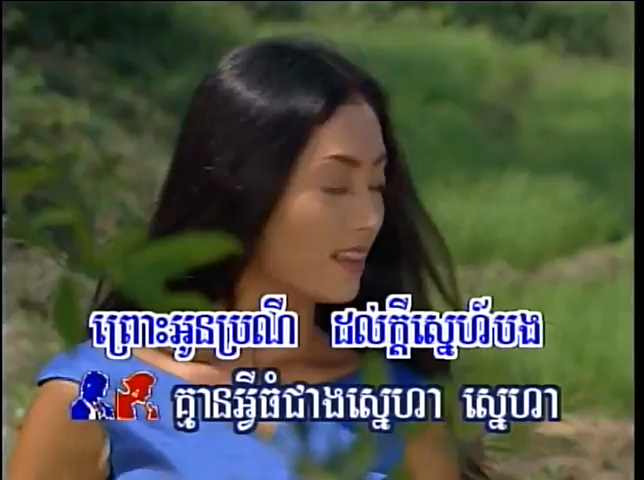 ព្រោះអូនប្រណី ដល់ក្ដីស្នេហ៍បង
គ្មានអ្វីធំជាងស្នេហា ស្នេហា